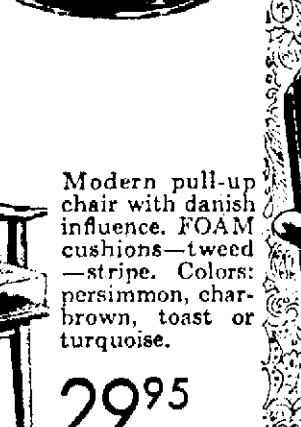 Modern pull-up
chair with danish
influence. FOAM
cushions—tweed
—stripe. Colors:
persimmon, char-
brown, toast or
turquoise.
2995